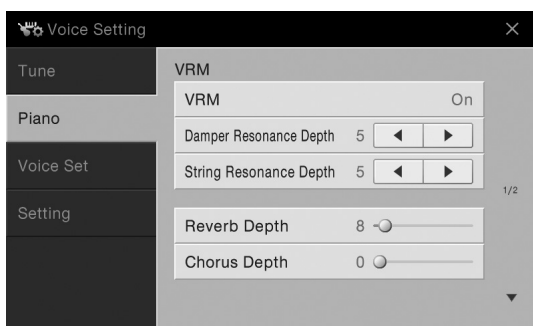 Voice Setting
Tune
Piano
Voice Set
Setting
VRM
VRM On
Damper Resonance Depth 5
String Resonance Depth 5
Reverb Depth 8
Chorus Depth 0
1/2